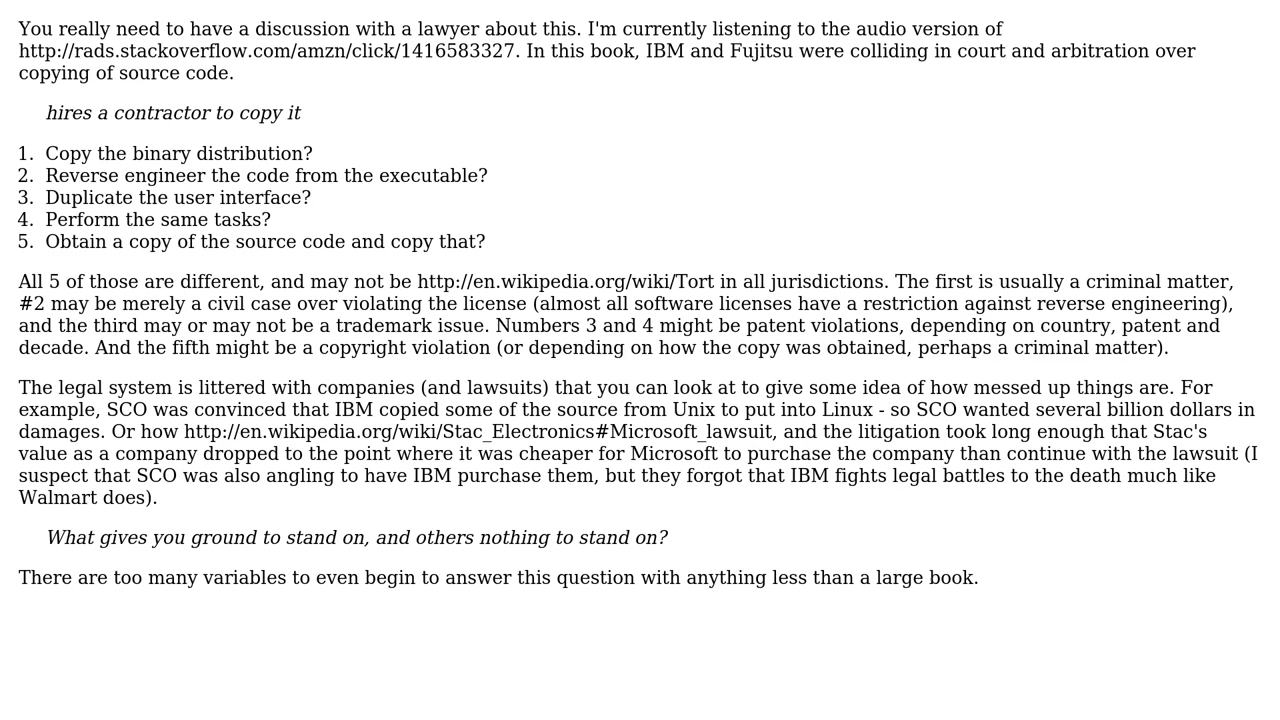 You really need to have a discussion with a lawyer about this. I'm currently listening to the audio version of
http://rads.stackoverflow.com/amzn/click/1416583327. In this book, IBM and Fujitsu were colliding in court and arbitration over
copying of source code.
hires a contractor to copy it
1. Copy the binary distribution?
2. Reverse engineer the code from the executable?
3. Duplicate the user interface?
4. Perform the same tasks?
5. Obtain a copy of the source code and copy that?
All 5 of those are different, and may not be http://en.wikipedia.org/wiki/Tort in all jurisdictions. The first is usually a criminal matter,
#2 may be merely a civil case over violating the license (almost all software licenses have a restriction against reverse engineering),
and the third may or may not be a trademark issue. Numbers 3 and 4 might be patent violations, depending on country, patent and
decade. And the fifth might be a copyright violation (or depending on how the copy was obtained, perhaps a criminal matter).
The legal system is littered with companies (and lawsuits) that you can look at to give some idea of how messed up things are. For
example, SCO was convinced that IBM copied some of the source from Unix to put into Linux - so SCO wanted several billion dollars in
damages. Or how http://en.wikipedia.org/wiki/Stac_Electronics#Microsoft_lawsuit, and the litigation took long enough that Stac's
value as a company dropped to the point where it was cheaper for Microsoft to purchase the company than continue with the lawsuit (I
suspect that SCO was also angling to have IBM purchase them, but they forgot that IBM fights legal battles to the death much like
Walmart does).
What gives you ground to stand on, and others nothing to stand on?
There are too many variables to even begin to answer this question with anything less than a large book.